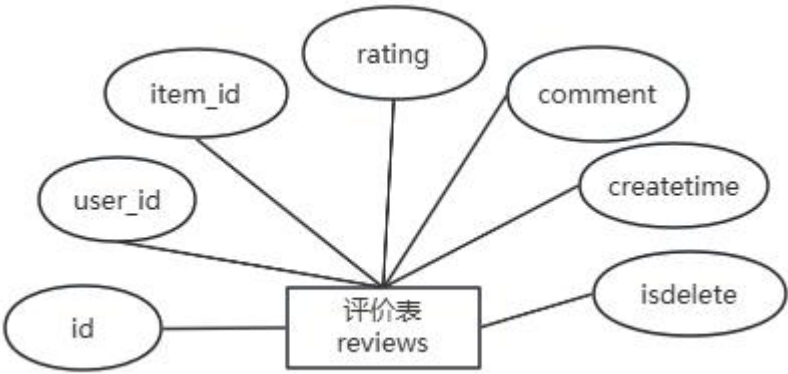 rating
item_id
comment
user_id
createtime
id
评价表
reviews
isdelete